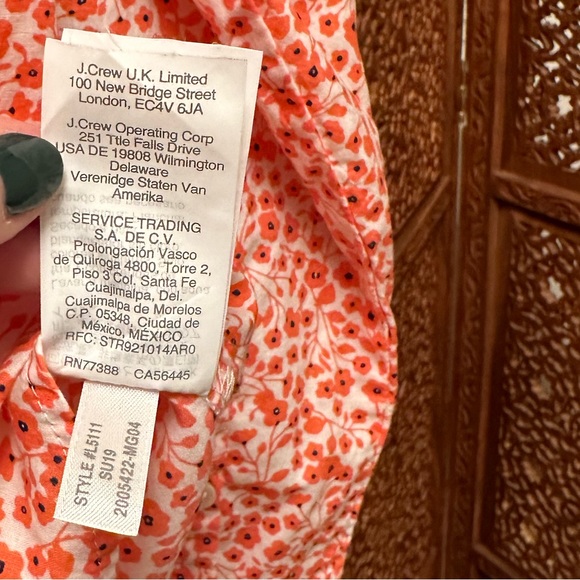 J.Crew U.K. Limited
100 New Bridge Street
London, EC4V 6JA
J.Crew Operating Corp
251 Ttle Falls Drive
USA DE 19808 Wilmington
Delaware
Verenidge Staten Van
Amerika
SERVICE TRADING
S.A. DE C.V.
Prolongación Vasco
de Quiroga 4800, Torre 2,
Piso 3 Col. Santa Fe
Cuajimalpa, Del.
Cuajimalpa de Morelos
C.P. 05348, Ciudad de
México, MÉXICO
RFC: STR921014AR0
RN77388 CA56445
STYLE #L5111
SU19
2005422-MG04